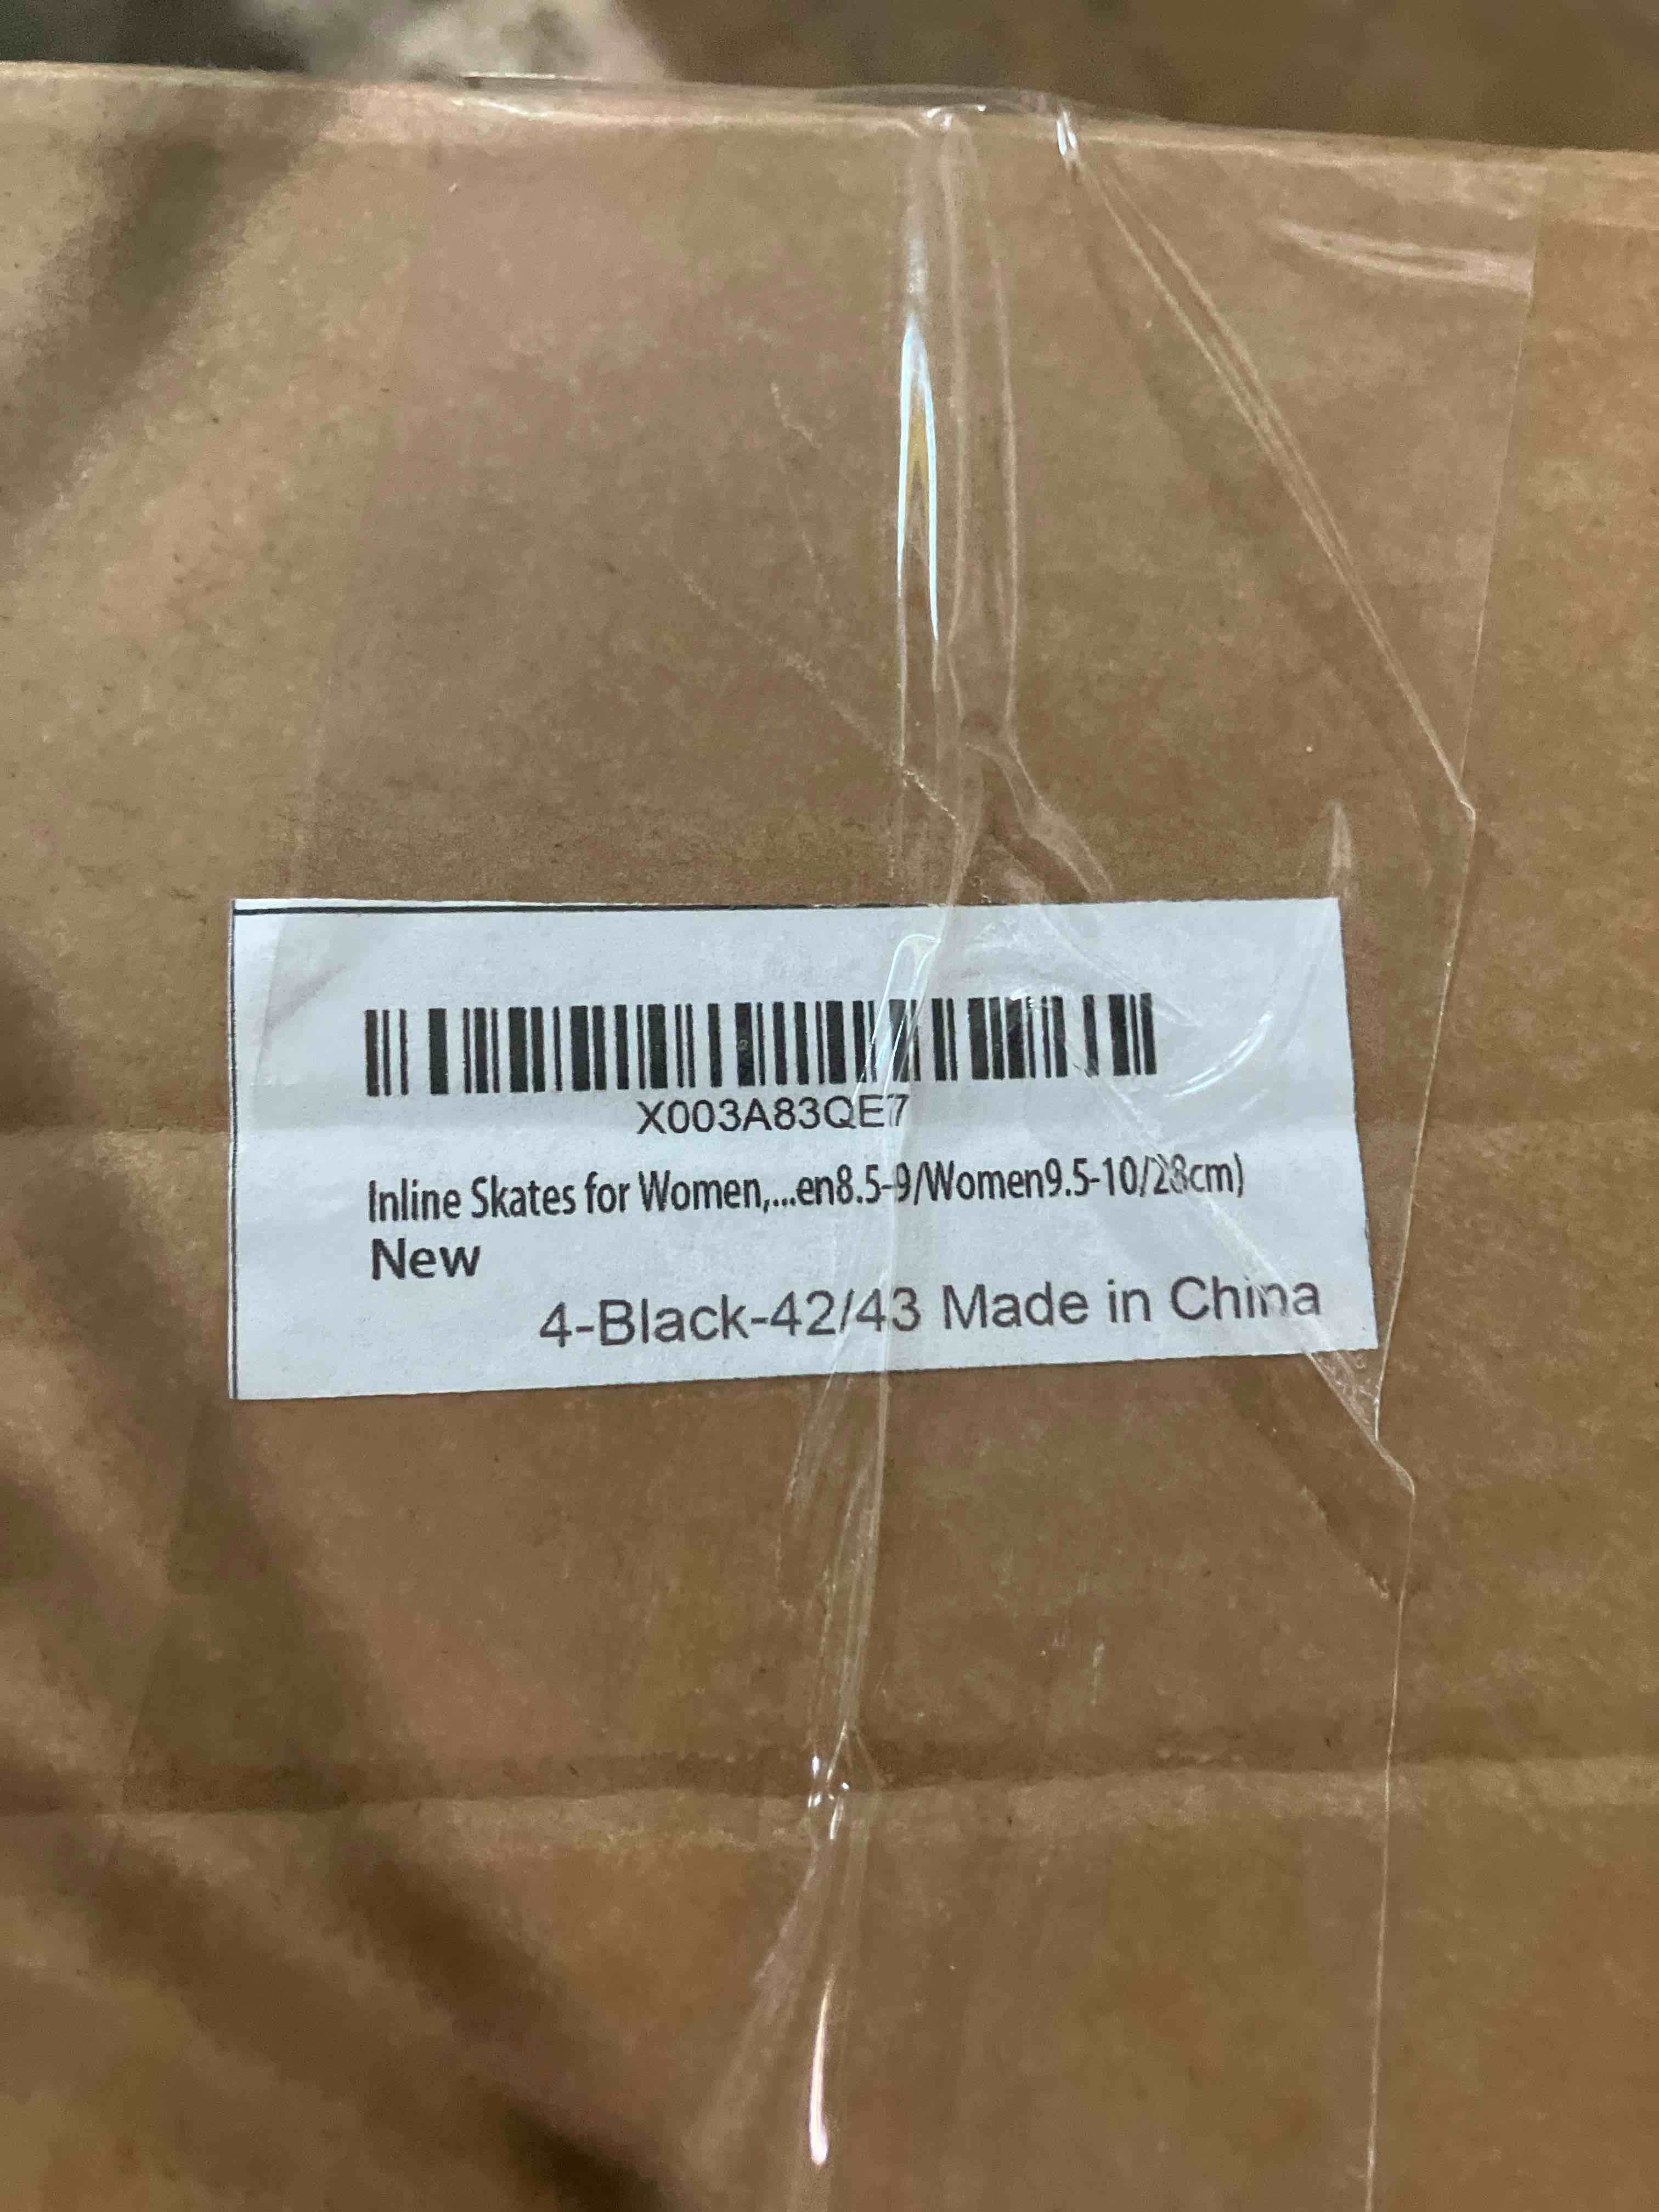 X003A83QE7
Inline Skates for Women,...en8.5-9/Women9.5-10/28cm)
New
4-Black-42/43 Made in China